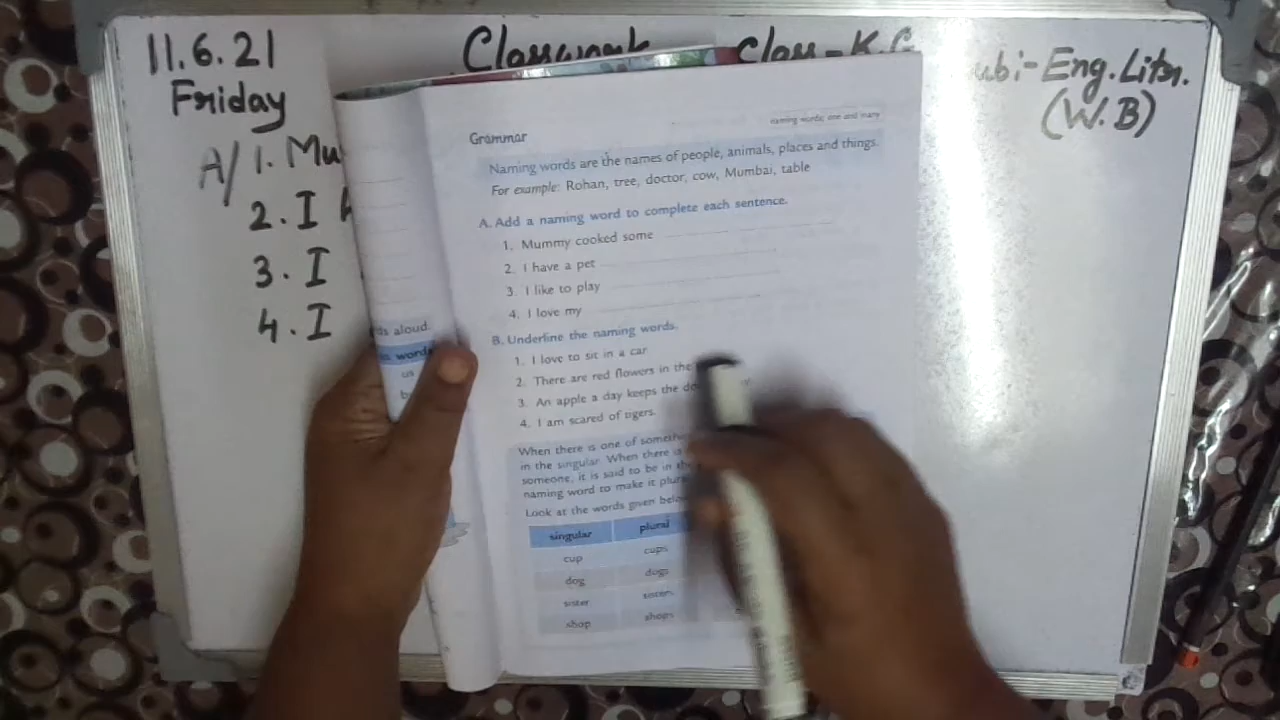 11.6.21
Classwork
Class-K.G
Friday
Eng.Litr.
(W.B)
A/ 1. Mu
2. I
3. I
4. I
naming words; one and many
Grammar
Naming words are the names of people, animals, places and things.
For example: Rohan, tree, doctor, cow, Mumbai, table
A. Add a naming word to complete each sentence.
1. Mummy cooked some
2. I have a pet
3. I like to play
4. I love my
B. Underline the naming words.
1. I love to sit in a car
2. There are red flowers in the
3. An apple a day keeps the
4. I am scared of tigers.
When there is one of
in the singular. When there is
someone, it is said to be in
naming word to make it
Look at the words given
singular plural
cup cups
dog dogs
sister sisters
shop shops
ds aloud.
words
us